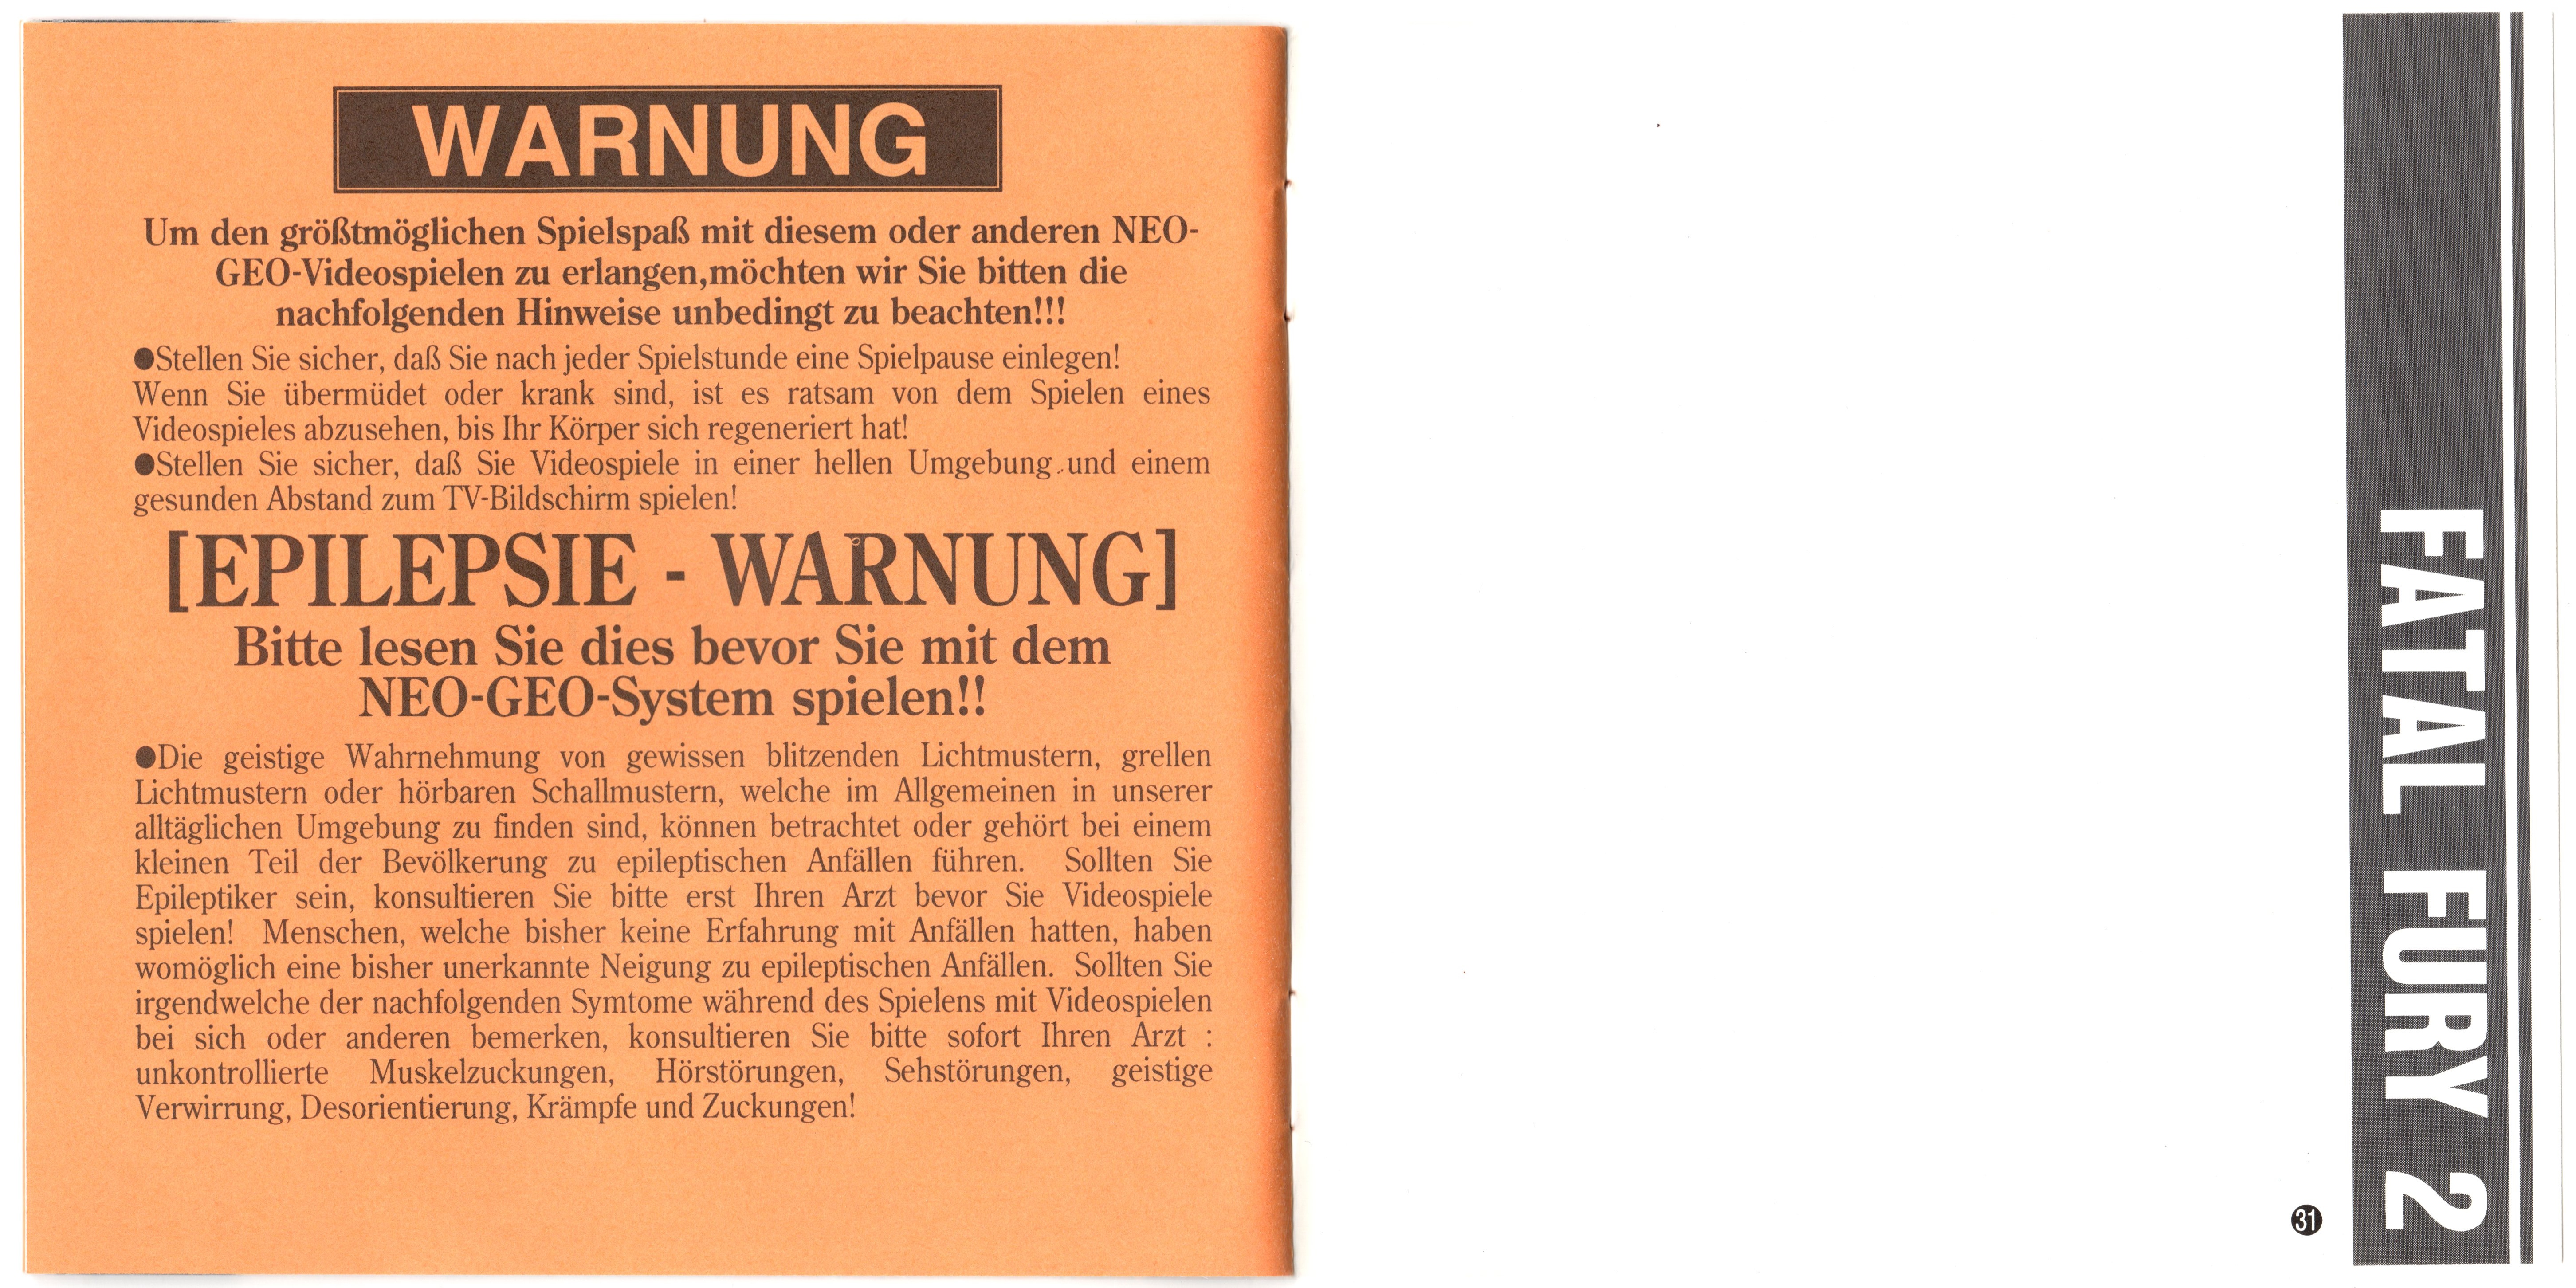 WARNUNG
Um den größtmöglichen Spielspaß mit diesem oder anderen NEO-
GEO-Videospielen zu erlangen,möchten wir Sie bitten die
nachfolgenden Hinweise unbedingt zu beachten!!!
●Stellen Sie sicher, daß Sie nach jeder Spielstunde eine Spielpause einlegen!
Wenn Sie übermüdet oder krank sind, ist es ratsam von dem Spielen eines
Videospieles abzusehen, bis Ihr Körper sich regeneriert hat!
●Stellen Sie sicher, daß Sie Videospiele in einer hellen Umgebung und einem
gesunden Abstand zum TV-Bildschirm spielen!
[EPILEPSIE - WARNUNG]
Bitte lesen Sie dies bevor Sie mit dem
NEO-GEO-System spielen!!
●Die geistige Wahrnehmung von gewissen blitzenden Lichtmustern, grellen
Lichtmustern oder hörbaren Schallmustern, welche im Allgemeinen in unserer
alltäglichen Umgebung zu finden sind, können betrachtet oder gehört bei einem
kleinen Teil der Bevölkerung zu epileptischen Anfällen führen. Sollten Sie
Epileptiker sein, konsultieren Sie bitte erst Ihren Arzt bevor Sie Videospiele
spielen! Menschen, welche bisher keine Erfahrung mit Anfällen hatten, haben
womöglich eine bisher unerkannte Neigung zu epileptischen Anfällen. Sollten Sie
irgendwelche der nachfolgenden Symtome während des Spielens mit Videospielen
bei sich oder anderen bemerken, konsultieren Sie bitte sofort Ihren Arzt :
unkontrollierte Muskelzuckungen, Hörstörungen, Sehstörungen, geistige
Verwirrung, Desorientierung, Krämpfe und Zuckungen!
FATAL FURY 2
31